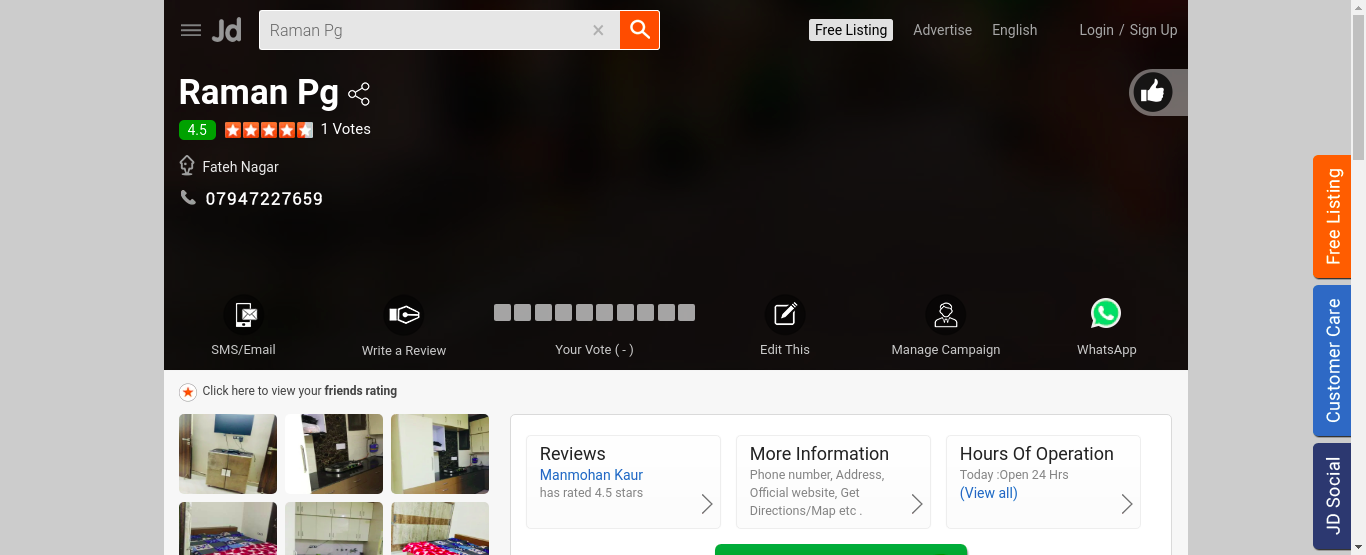 Jd
Raman Pg
Free Listing
Advertise
English
Login / Sign Up
Raman Pg
4.5
1 Votes
Fateh Nagar
07947227659
SMS/Email
Write a Review
Your Vote ( - )
Edit This
Manage Campaign
WhatsApp
Click here to view your friends rating
Reviews
Manmohan Kaur
has rated 4.5 stars
More Information
Phone number, Address,
Official website, Get
Directions/Map etc .
Hours Of Operation
Today :Open 24 Hrs
(View all)
Free Listing
Customer Care
JD Social